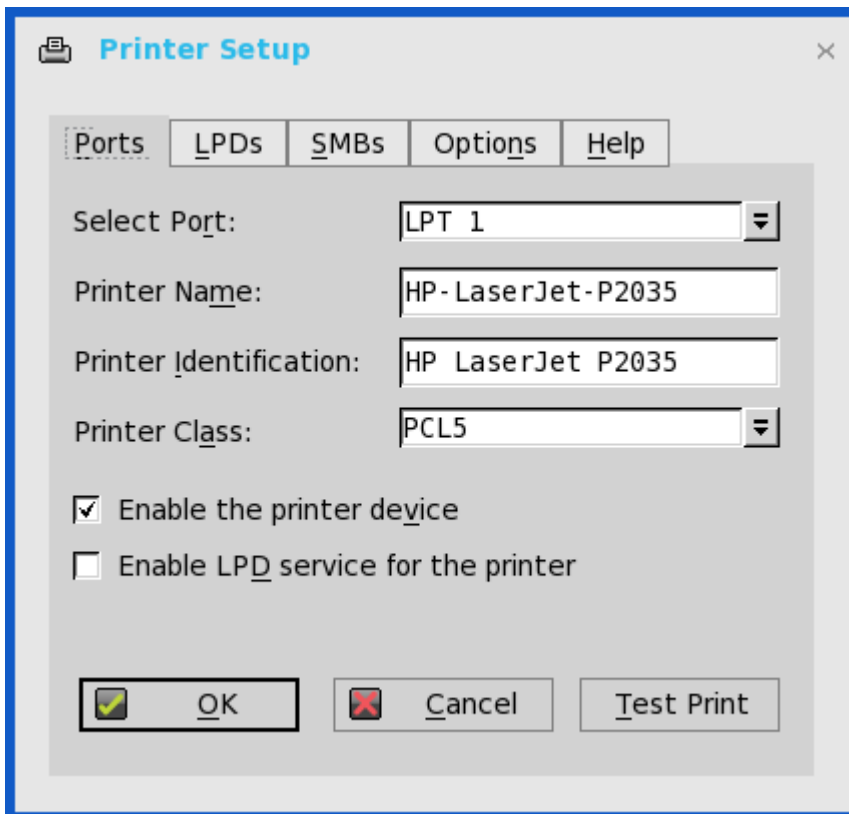 Printer Setup
Ports LPDs SMBs Options Help
Select Port: LPT 1
Printer Name: HP-LaserJet-P2035
Printer Identification: HP LaserJet P2035
Printer Class: PCL5
Enable the printer device
Enable LPD service for the printer
OK Cancel Test Print